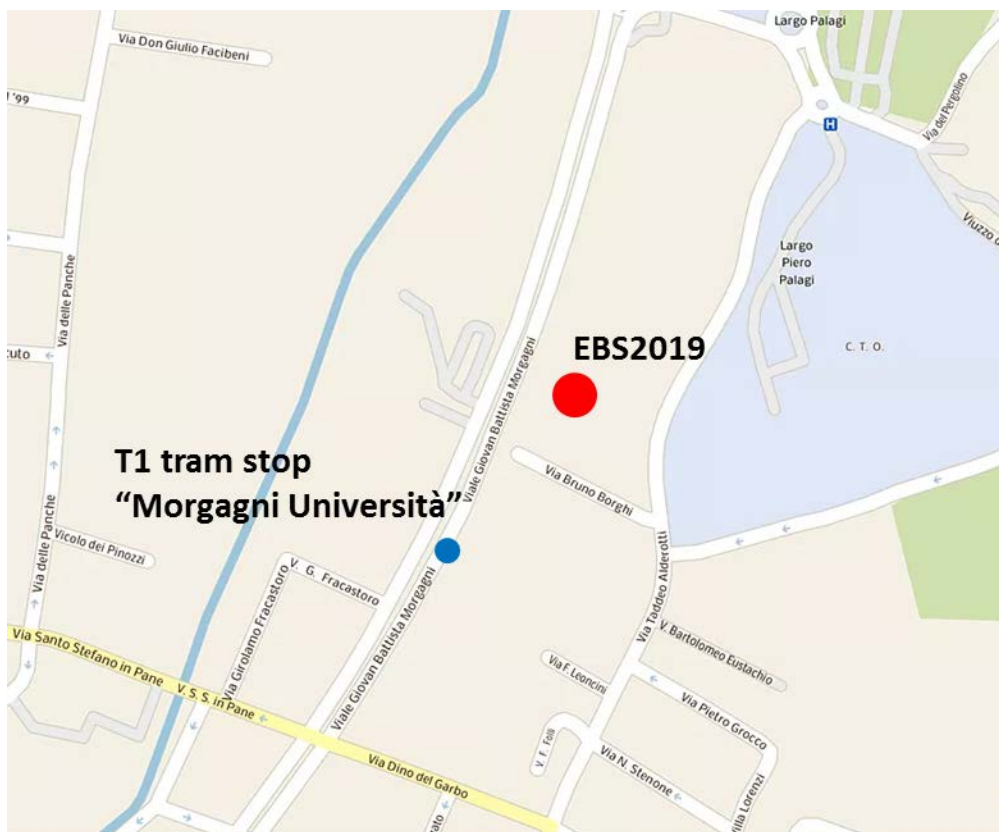 Largo Palagi
Via Don Giulio Facibeni
l '99
Via del Pergolino
H
Via delle Panche
Largo
Piero
Palagi
Viuzzo d
C. T. O.
EBS2019
Viale Giovan Battista Morgagni
cuto
T1 tram stop
“Morgagni Università”
Via Bruno Borghi
Vicolo dei Pinozzi
Via delle Panche
V. G. Fracastoro
Via Girolamo Fracastoro
Viale Giovan Battista Morgagni
Via Taddeo Alderotti
V. Bartolomeo Eustachio
Via Santo Stefano in Pane
V. S. S. in Pane
Via F. Leoncini
Via Pietro Grocco
V. F. Folli
Via N. Stenone
Via Dino del Garbo
Villa Lorenzi